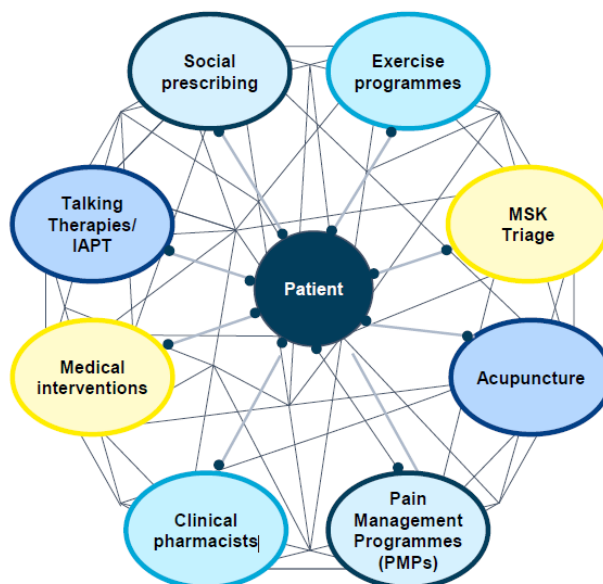 Social
prescribing
Exercise
programmes
Talking
Therapies/
IAPT
MSK
Triage
Patient
Medical
interventions
Acupuncture
Clinical
pharmacists
Pain
Management
Programmes
(PMPs)